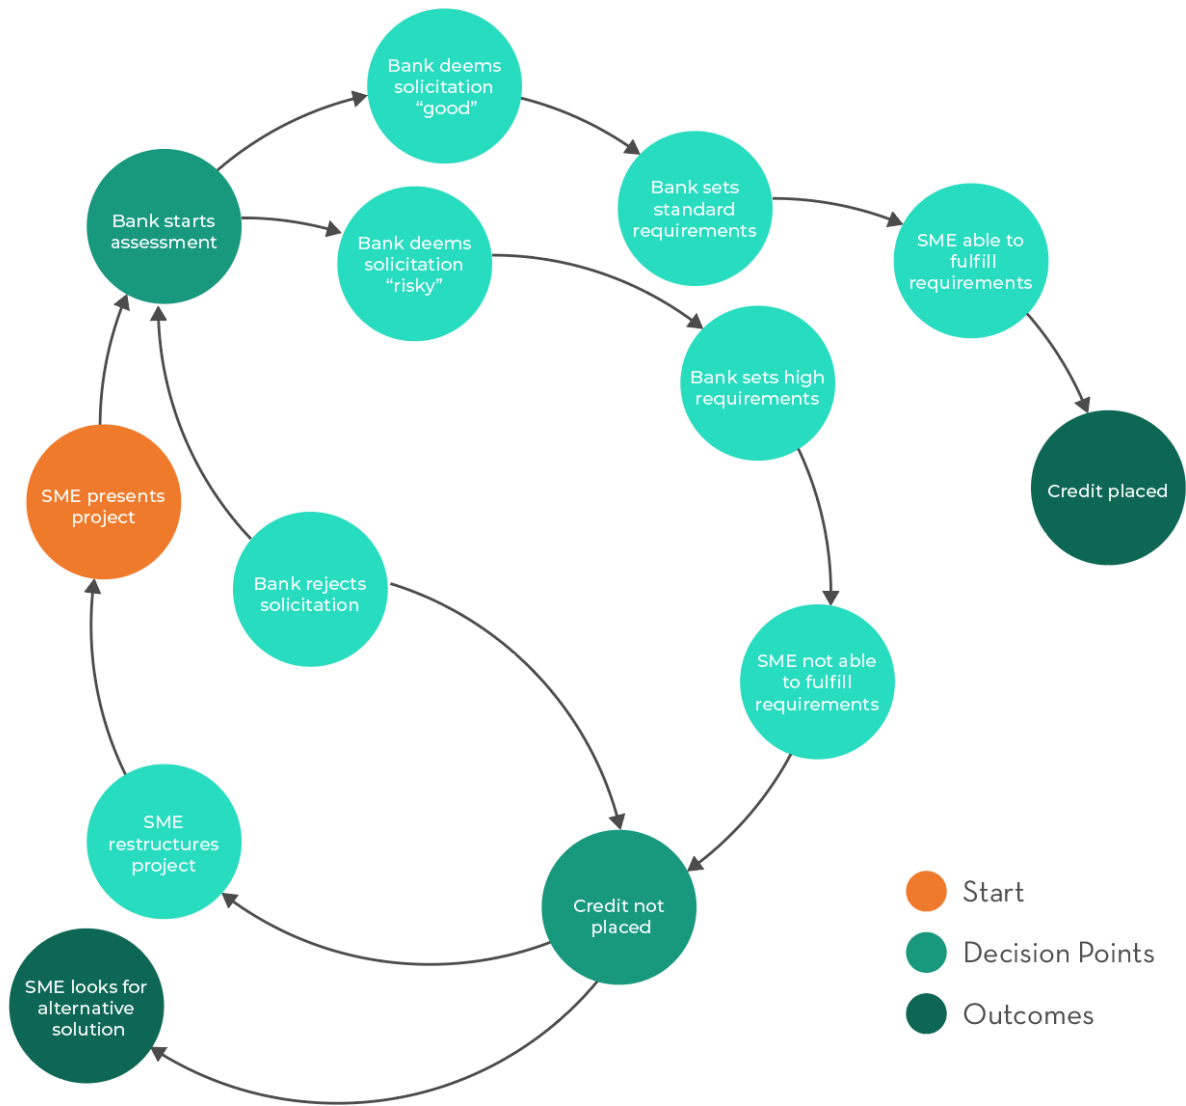 Bank deems
solicitation
“good”
Bank starts
assessment
Bank deems
solicitation
“risky”
Bank sets
standard
requirements
SME able to
fulfill
requirements
Bank sets high
requirements
Credit placed
SME presents
project
Bank rejects
solicitation
SME not able
to fulfill
requirements
SME
restructures
project
Credit not
placed
SME looks for
alternative
solution
Start
Decision Points
Outcomes